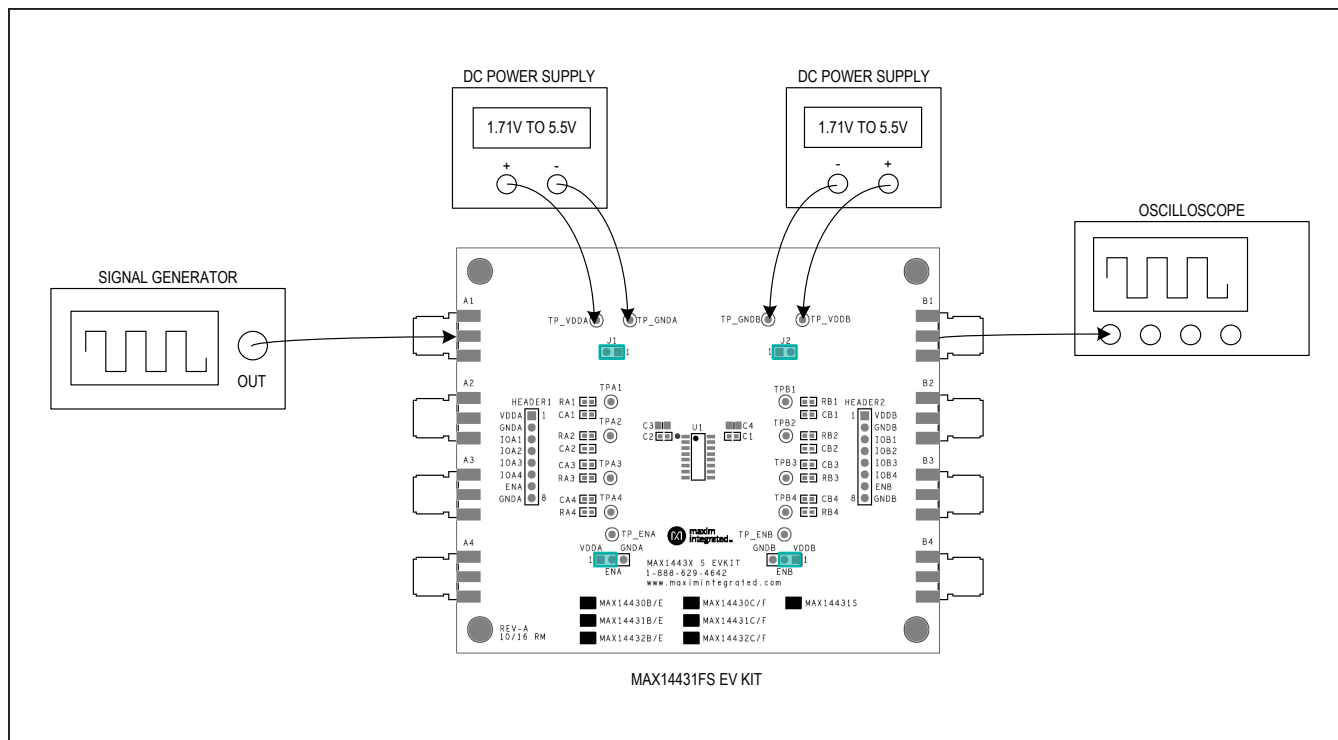 DC POWER SUPPLY
DC POWER SUPPLY
1.71V TO 5.5V
1.71V TO 5.5V
+
-
-
+
OSCILLOSCOPE
SIGNAL GENERATOR
OUT
A1
B1
TP_VDDA
TP_GNDA
TP_GNDB
TP_VDDB
J1
1
J2
1
A2
B2
HEADER1
HEADER2
VDDA
1
GNDA
IOA1
IOA2
IOA3
IOA4
ENA
GNDA
8
RA1
CA1
RA2
CA2
CA3
RA3
CA4
RA4
TPA1
TPA2
TPA3
TPA4
C3
C2
U1
C4
C1
TPB1
TPB2
TPB3
TPB4
RB1
CB1
RB2
CB2
CB3
RB3
CB4
RB4
1
VDDB
GNDB
IOB1
IOB2
IOB3
IOB4
ENB
8
GNDB
A3
B3
TP_ENA
maxim
integrated™
TP_ENB
A4
B4
VDDA
GNDA
1
ENA
GNDB
VDDB
1
ENB
MAX1443X S EVKIT
1-888-629-4642
www.maximintegrated.com
MAX14430B/E
MAX14430C/F
MAX14431S
MAX14431B/E
MAX14431C/F
MAX14432B/E
MAX14432C/F
REV-A
10/16 RM
MAX14431FS EV KIT